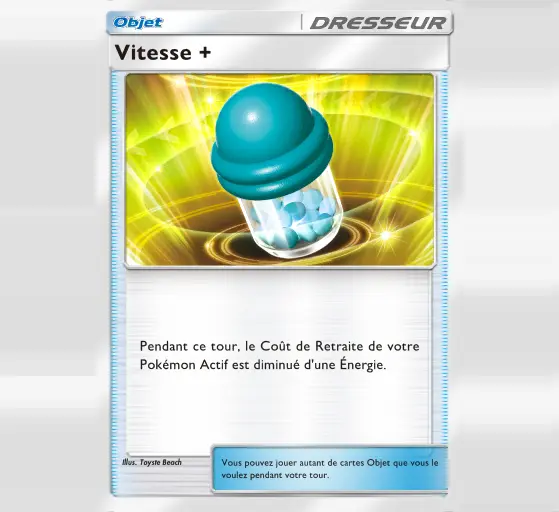 Objet
DRESSEUR
Vitesse +
Pendant ce tour, le Coût de Retraite de votre
Pokémon Actif est diminué d'une Énergie.
Illus. Toyste Beach
Vous pouvez jouer autant de cartes Objet que vous le
voulez pendant votre tour.